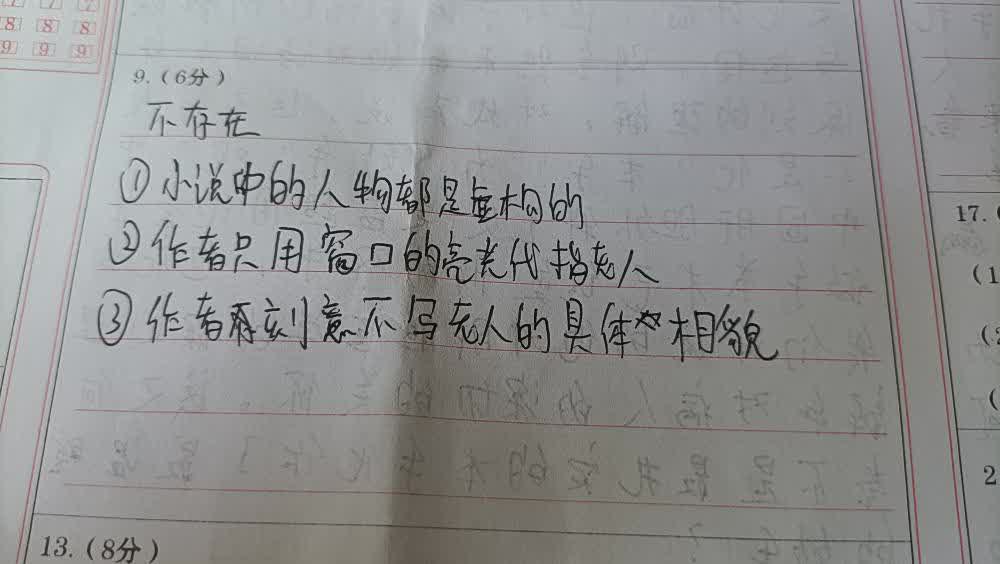 8 8 8
9 9 9
9.(6分)
不存在
①小说中的人物都是虚构的
②作者只用窗口的亮光代指老人
③作者刻意不写老人的具体相貌
13.(8分)
17.
(1
(2
(
2